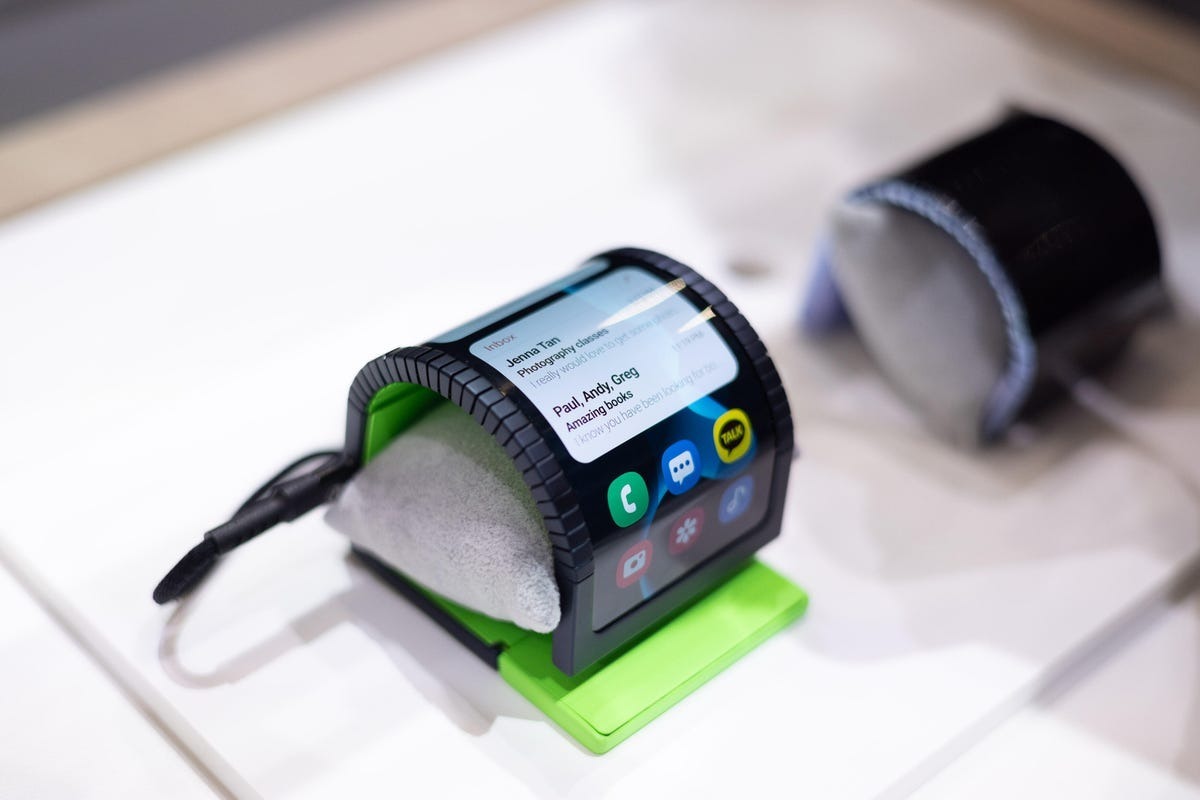 Inbox
Jenna Tan
Photography classes
I really would love to get some photo
Paul, Andy, Greg
Amazing books
I know you have been looking for bo
TALK